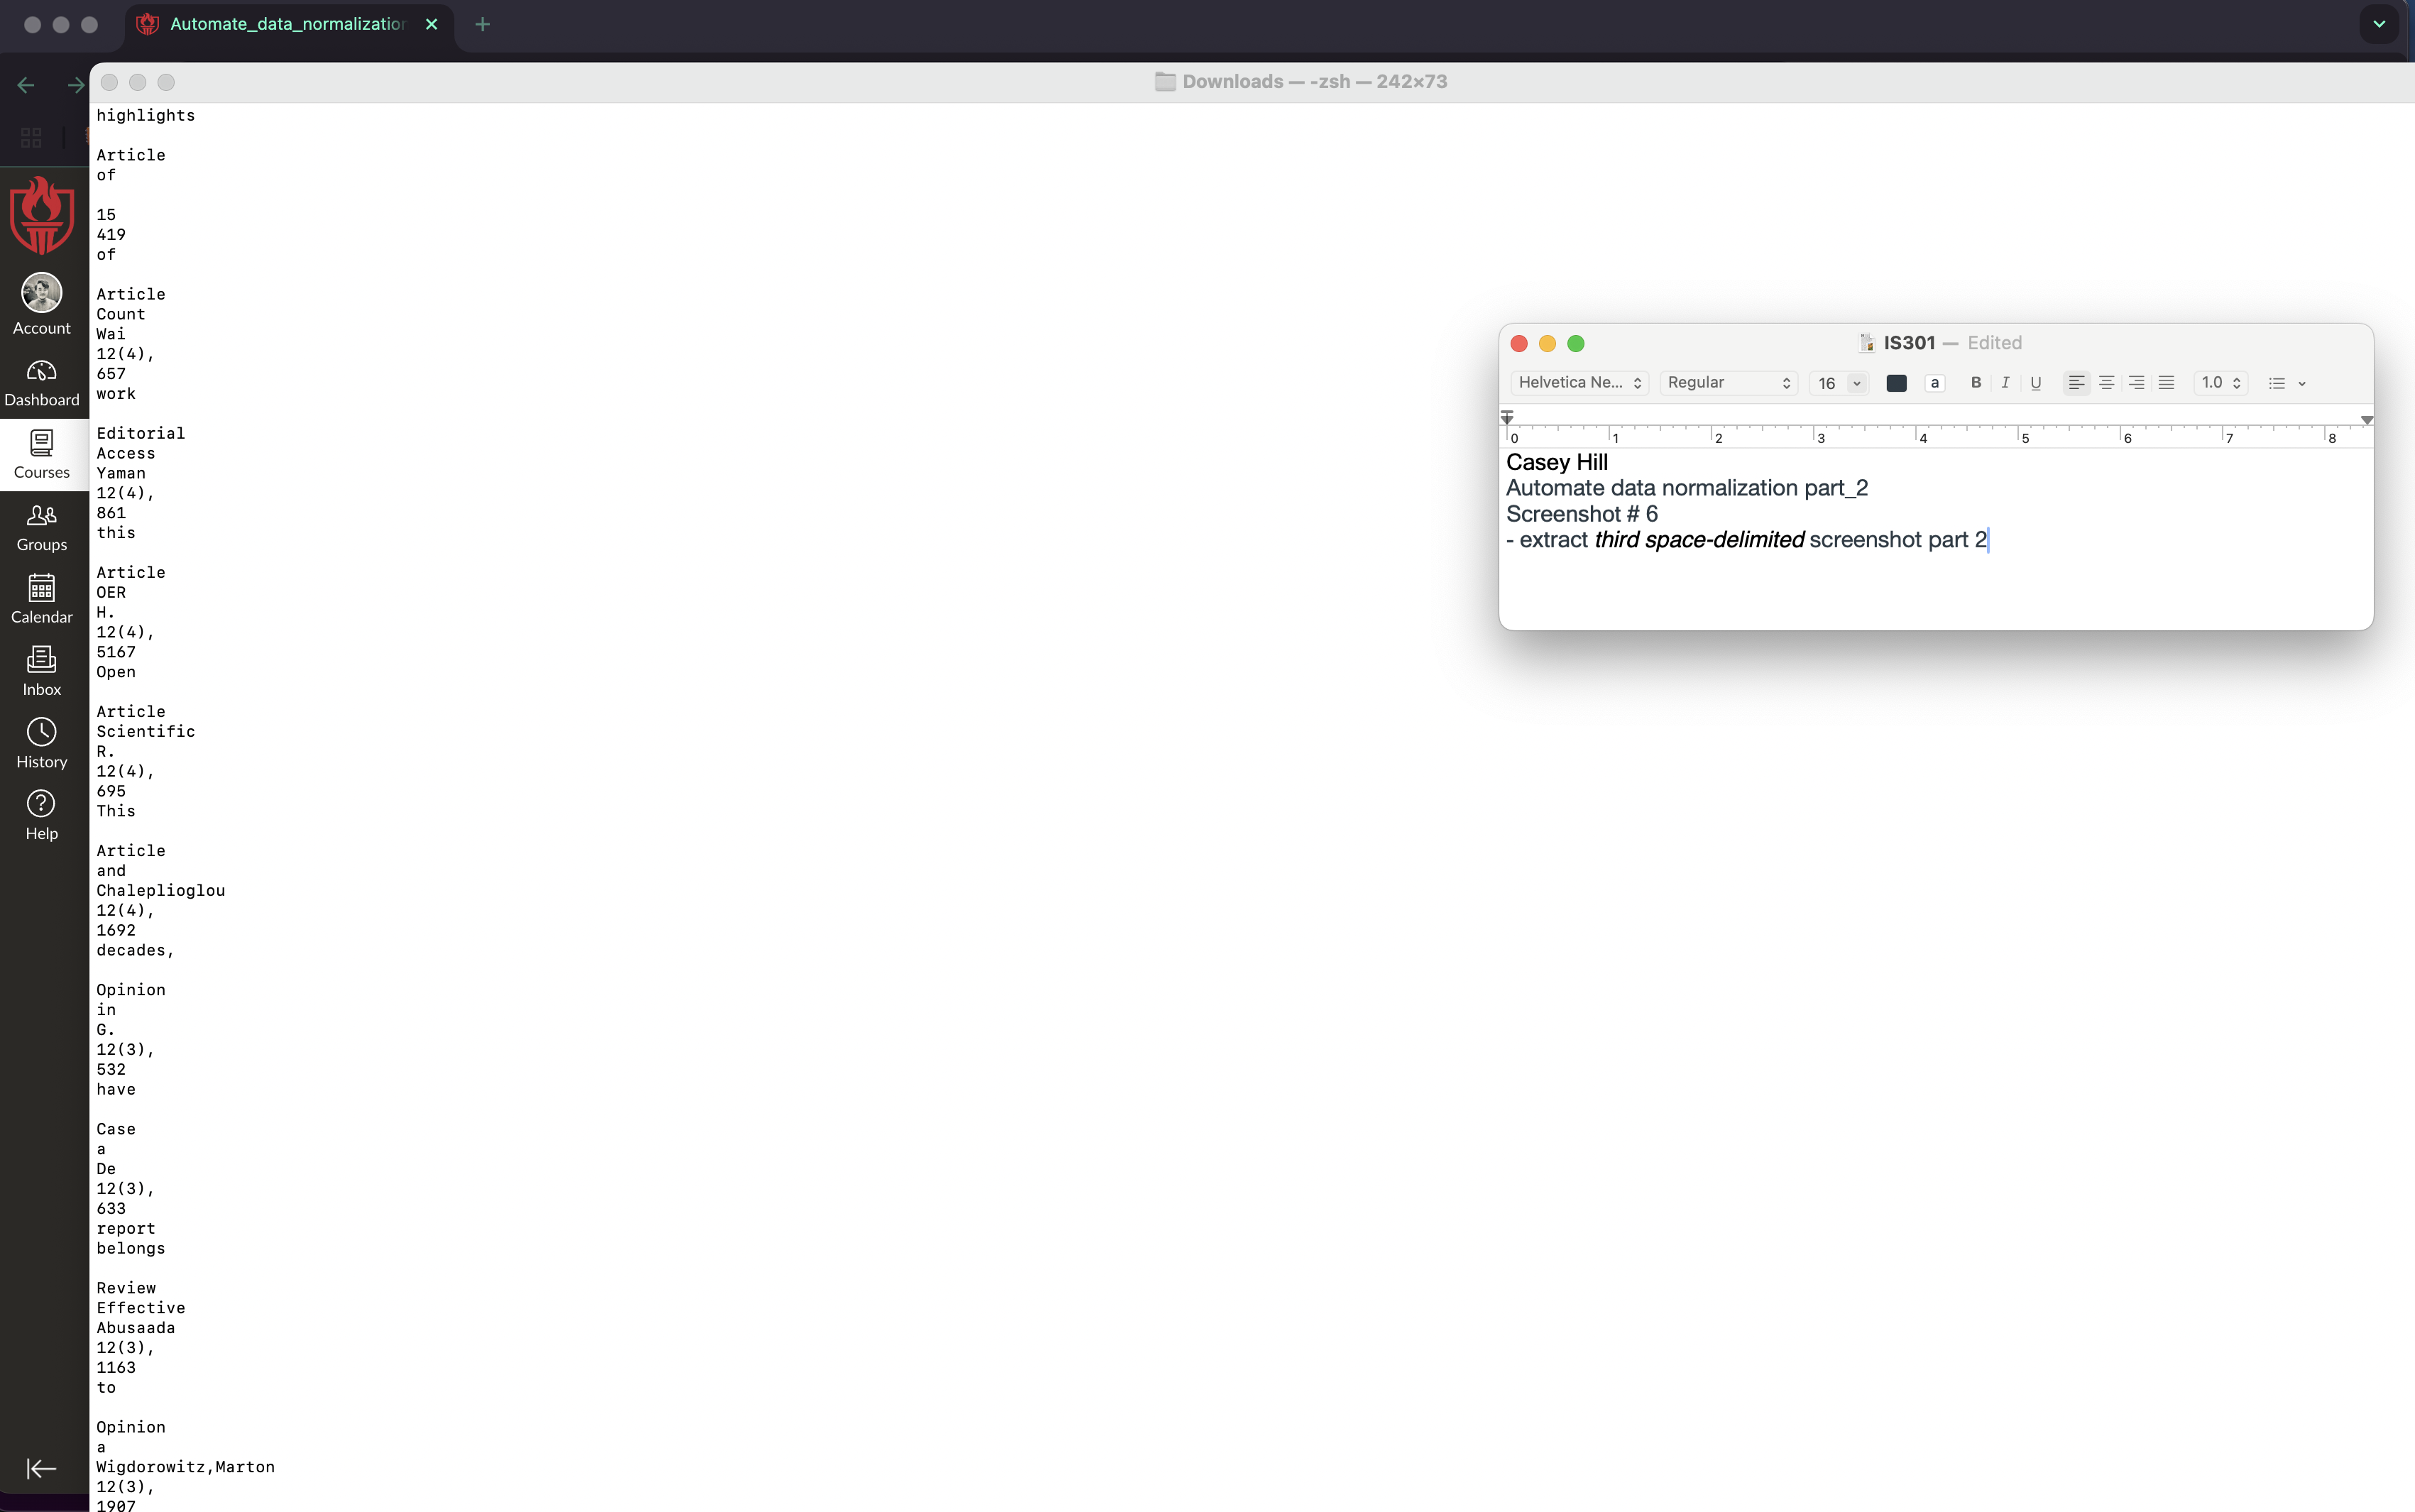 Automate_data_normalization
Downloads — -zsh — 242×73
highlights
Article
of
15
419
of
Article
Count
Wai
12(4),
657
work
Editorial
Access
Yaman
12(4),
861
this
Article
OER
H.
12(4),
5167
Open
Article
Scientific
R.
12(4),
695
This
Article
and
Chaleplioglou
12(4),
1692
decades,
Opinion
in
G.
12(3),
532
have
Case
a
De
12(3),
633
report
belongs
Review
Effective
Abusaada
12(3),
1163
to
Opinion
a
Wigdorowitz,Marton
12(3),
1907
Account
Dashboard
Courses
Groups
Calendar
Inbox
History
Help
IS301 — Edited
Helvetica Ne... Regular 16 a B I U 1.0
0 1 2 3 4 5 6 7 8
Casey Hill
Automate data normalization part_2
Screenshot # 6
- extract third space-delimited screenshot part 2